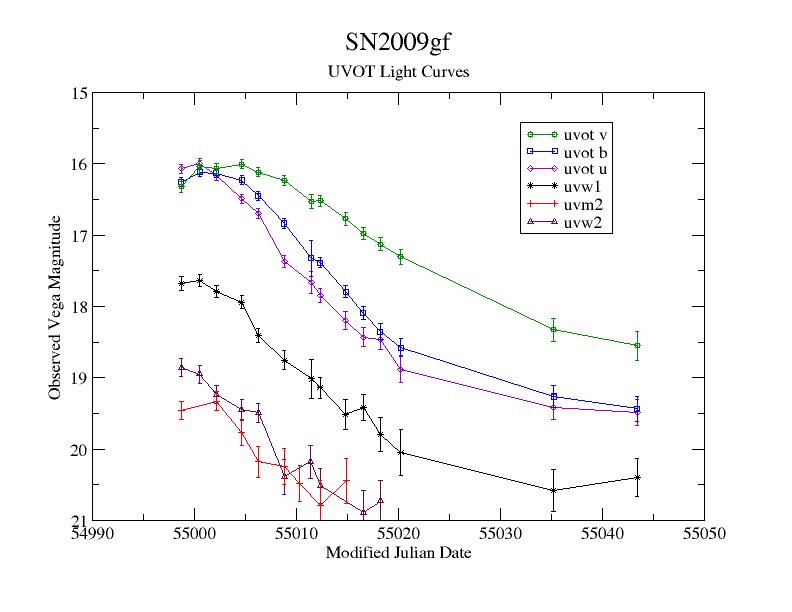 SN2009gf
UVOT Light Curves
Observed Vega Magnitude
15
16
17
18
19
20
21
uvot v
uvot b
uvot u
uvw1
uvm2
uvw2
54990 55000 55010 55020 55030 55040 55050
Modified Julian Date